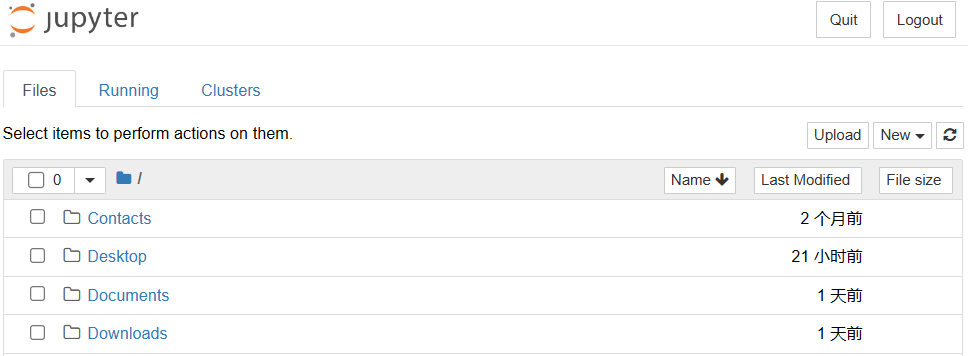 jupyter Quit Logout
Files Running Clusters
Select items to perform actions on them. Upload New
0 / Name Last Modified File size
Contacts 2 个月前
Desktop 21 小时前
Documents 1 天前
Downloads 1 天前